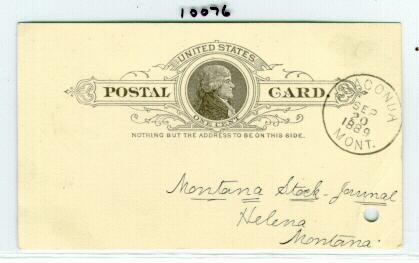 10076
UNITED STATES
POSTAL CARD.
ONE CENT
NOTHING BUT THE ADDRESS TO BE ON THIS SIDE.
ACONDA
SEP
20
1889
MONT.
Montana Stock-Journal
Helena
Montana.